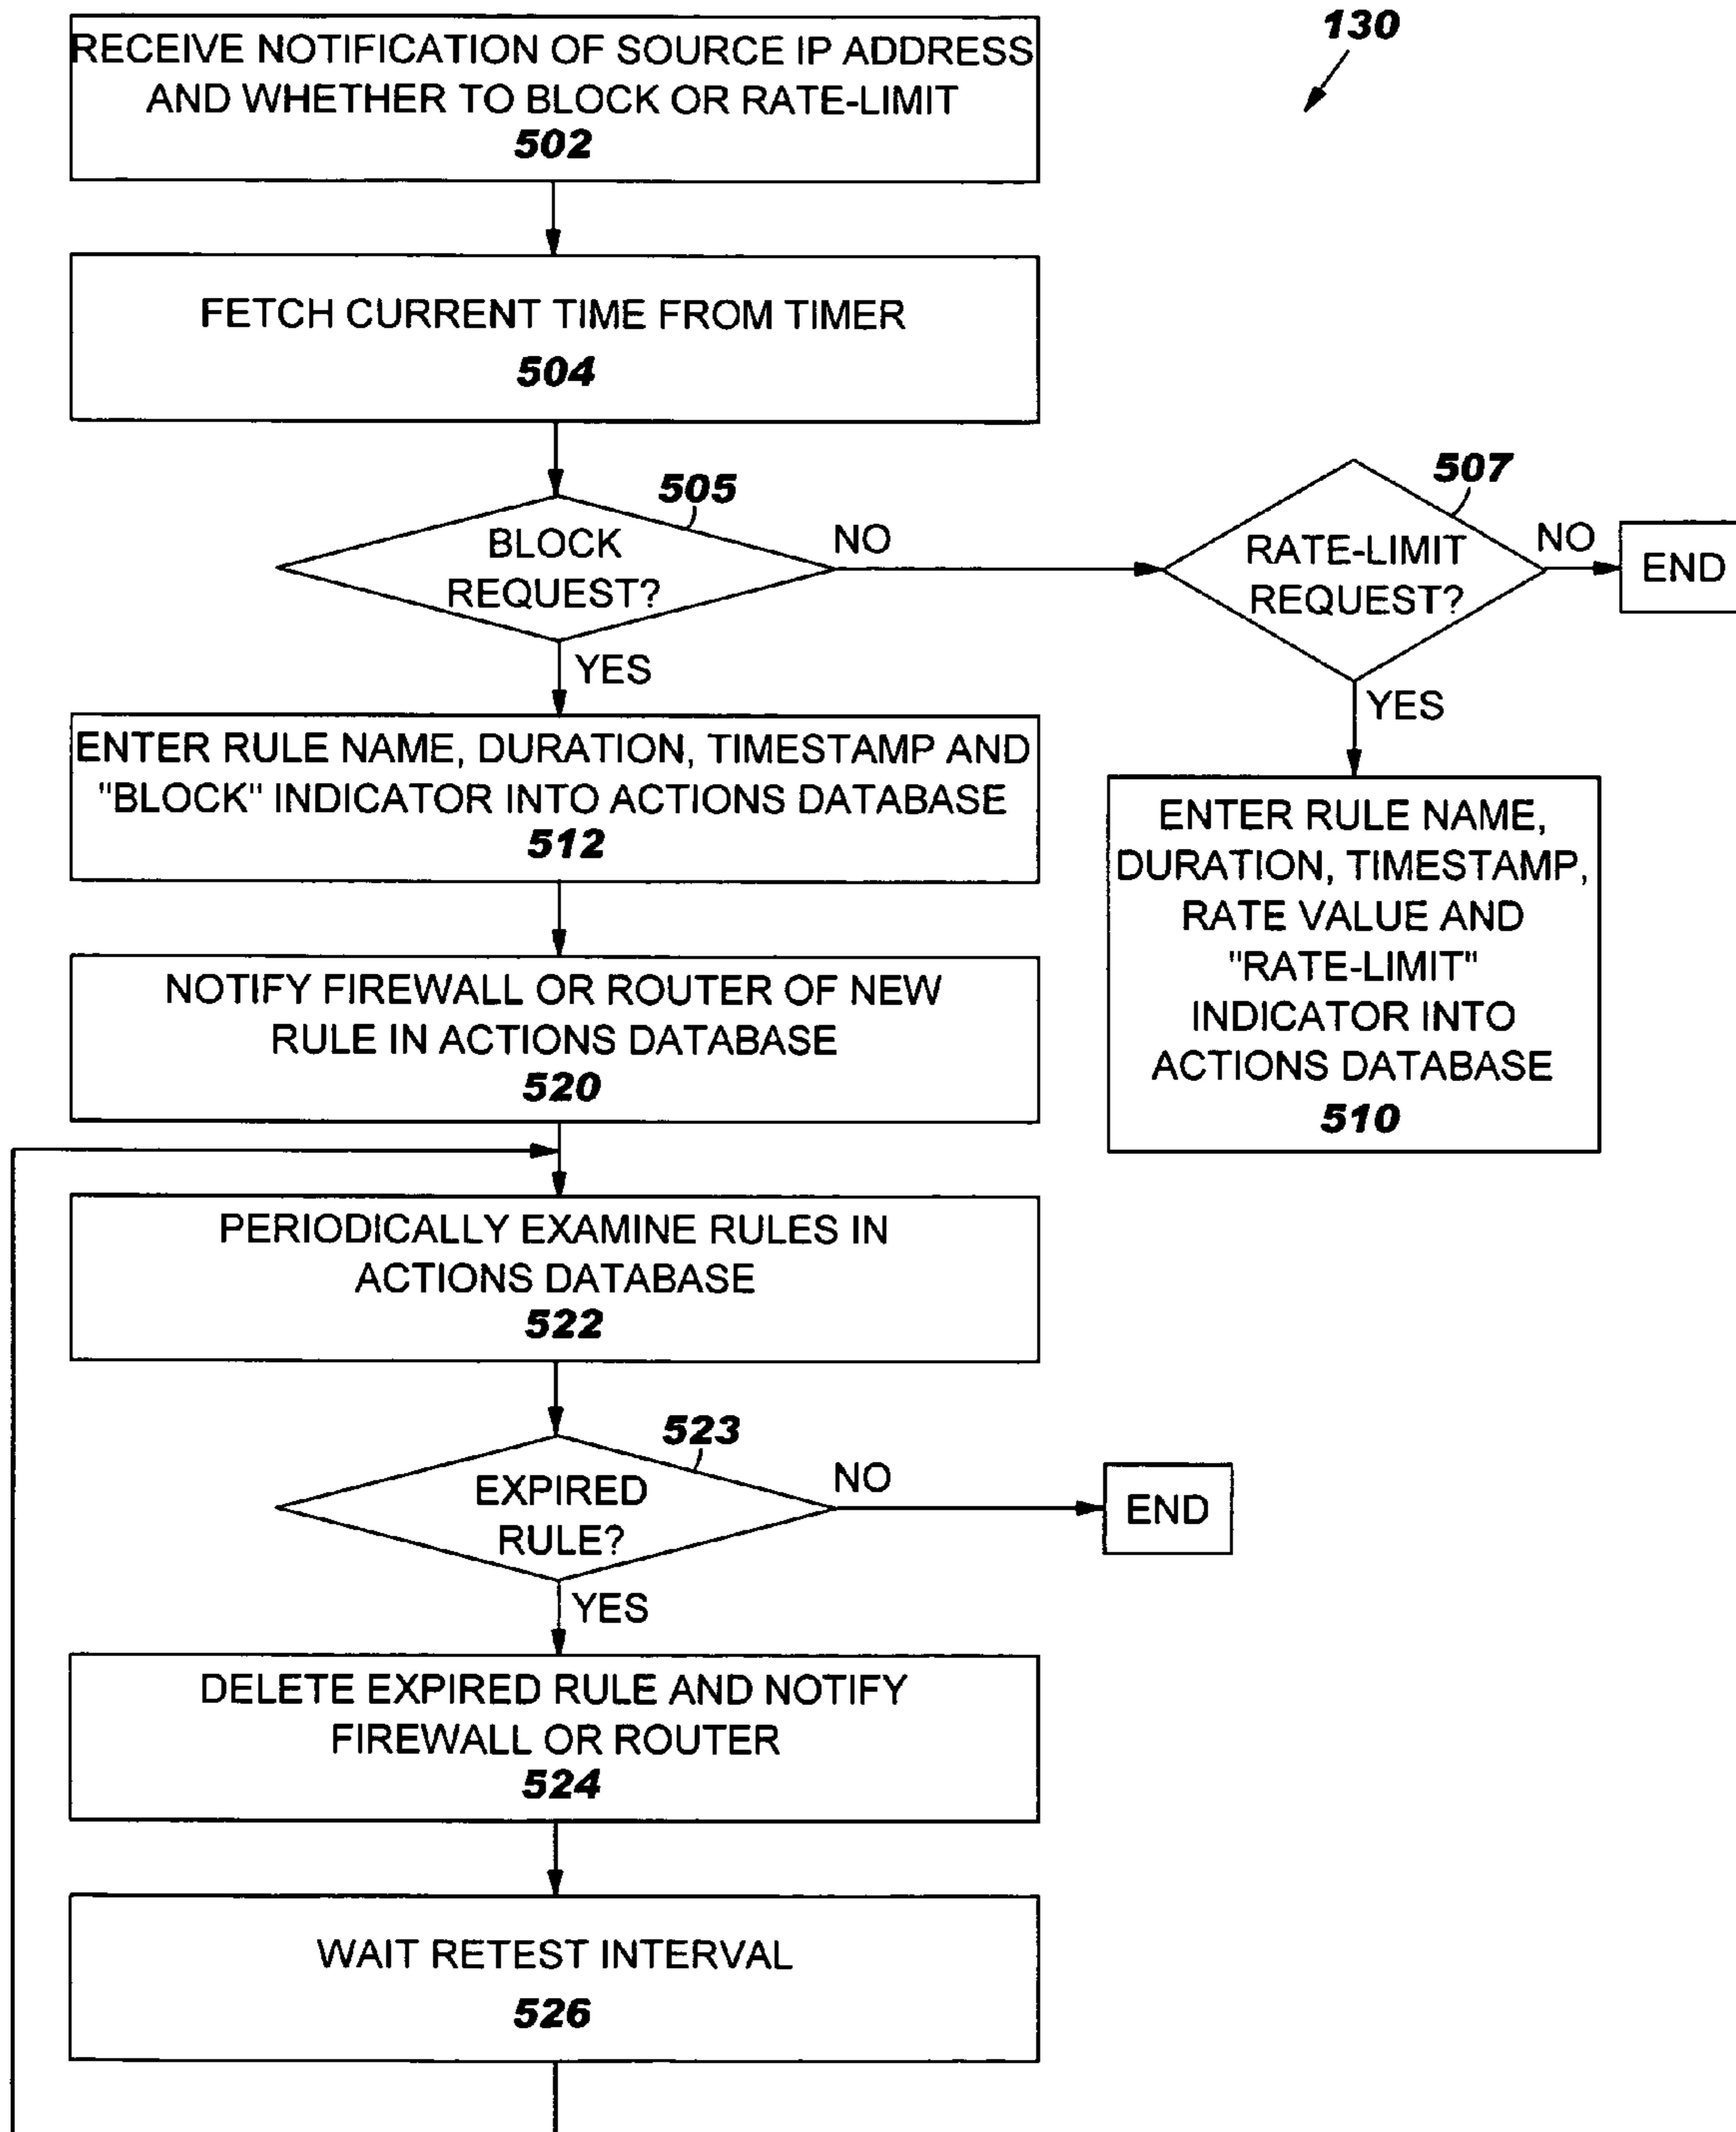 130
RECEIVE NOTIFICATION OF SOURCE IP ADDRESS
AND WHETHER TO BLOCK OR RATE-LIMIT
502
FETCH CURRENT TIME FROM TIMER
504
505
BLOCK
REQUEST?
NO
YES
507
RATE-LIMIT
REQUEST?
NO
END
YES
ENTER RULE NAME, DURATION, TIMESTAMP AND
"BLOCK" INDICATOR INTO ACTIONS DATABASE
512
ENTER RULE NAME,
DURATION, TIMESTAMP,
RATE VALUE AND
"RATE-LIMIT"
INDICATOR INTO
ACTIONS DATABASE
510
NOTIFY FIREWALL OR ROUTER OF NEW
RULE IN ACTIONS DATABASE
520
PERIODICALLY EXAMINE RULES IN
ACTIONS DATABASE
522
523
EXPIRED
RULE?
NO
END
YES
DELETE EXPIRED RULE AND NOTIFY
FIREWALL OR ROUTER
524
WAIT RETEST INTERVAL
526